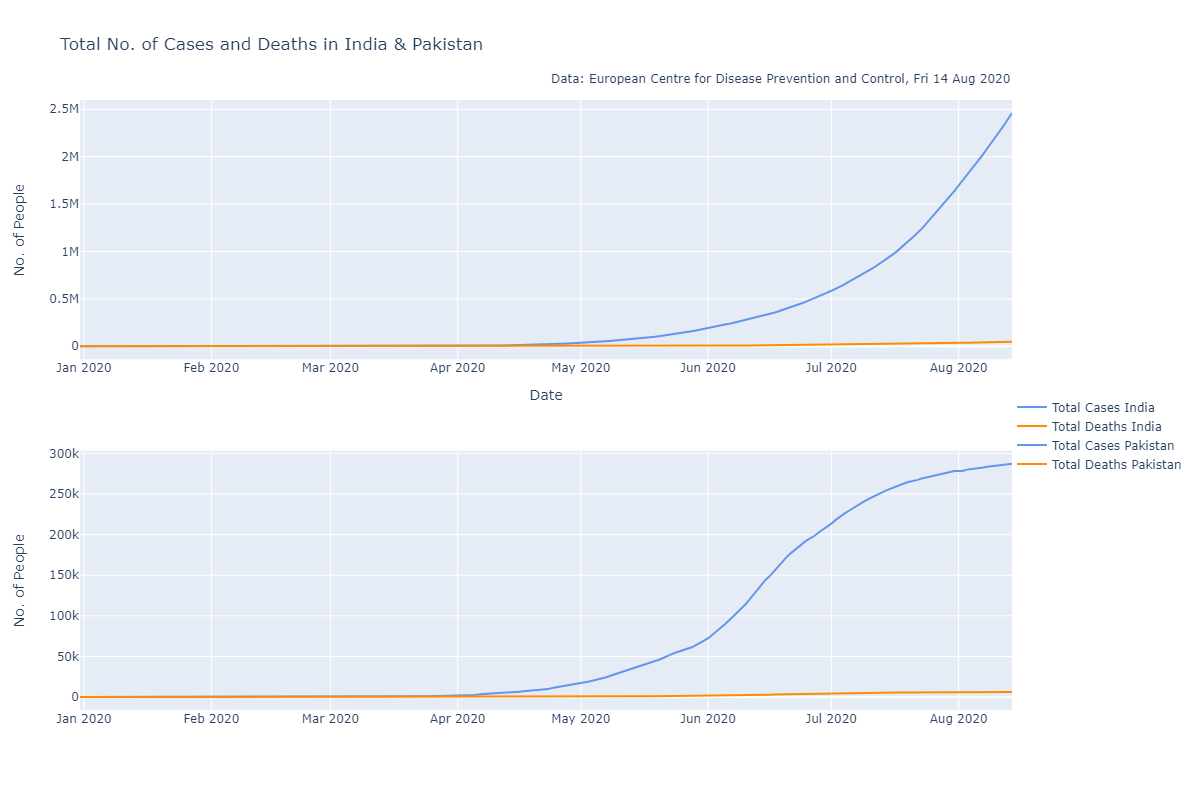 Total No. of Cases and Deaths in India & Pakistan
Data: European Centre for Disease Prevention and Control, Fri 14 Aug 2020
2.5M
2M
1.5M
1M
0.5M
0
No. of People
Jan 2020 Feb 2020 Mar 2020 Apr 2020 May 2020 Jun 2020 Jul 2020 Aug 2020
Date
Total Cases India
Total Deaths India
Total Cases Pakistan
Total Deaths Pakistan
300k
250k
200k
150k
100k
50k
0
No. of People
Jan 2020 Feb 2020 Mar 2020 Apr 2020 May 2020 Jun 2020 Jul 2020 Aug 2020